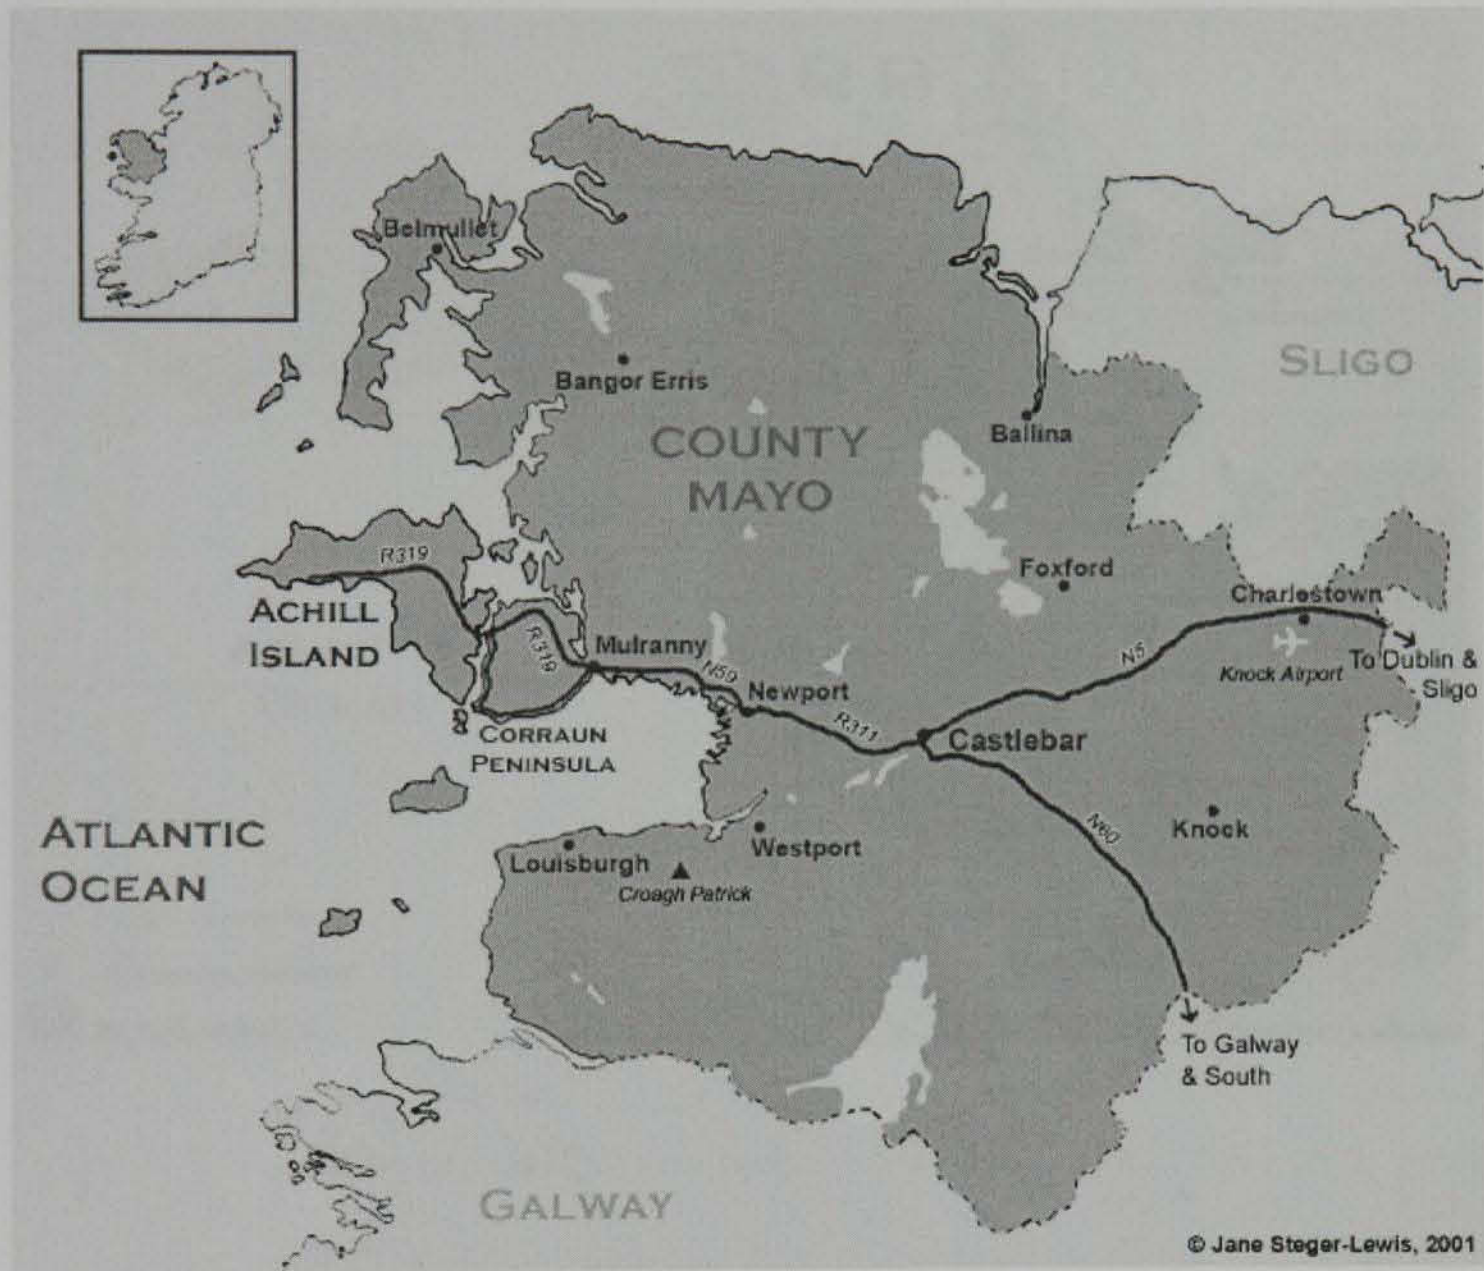 Belmullet
Bangor Erris
SLIGO
COUNTY
MAYO
Ballina
R319
Foxford
Charlestown
ACHILL
ISLAND
R319
Mulranny
N59
N5
Knock Airport
To Dublin &
Sligo
Newport
R311
Castlebar
CORRAUN
PENINSULA
ATLANTIC
OCEAN
N60
Knock
Westport
Louisburgh
Croagh Patrick
To Galway
& South
GALWAY
© Jane Steger-Lewis, 2001